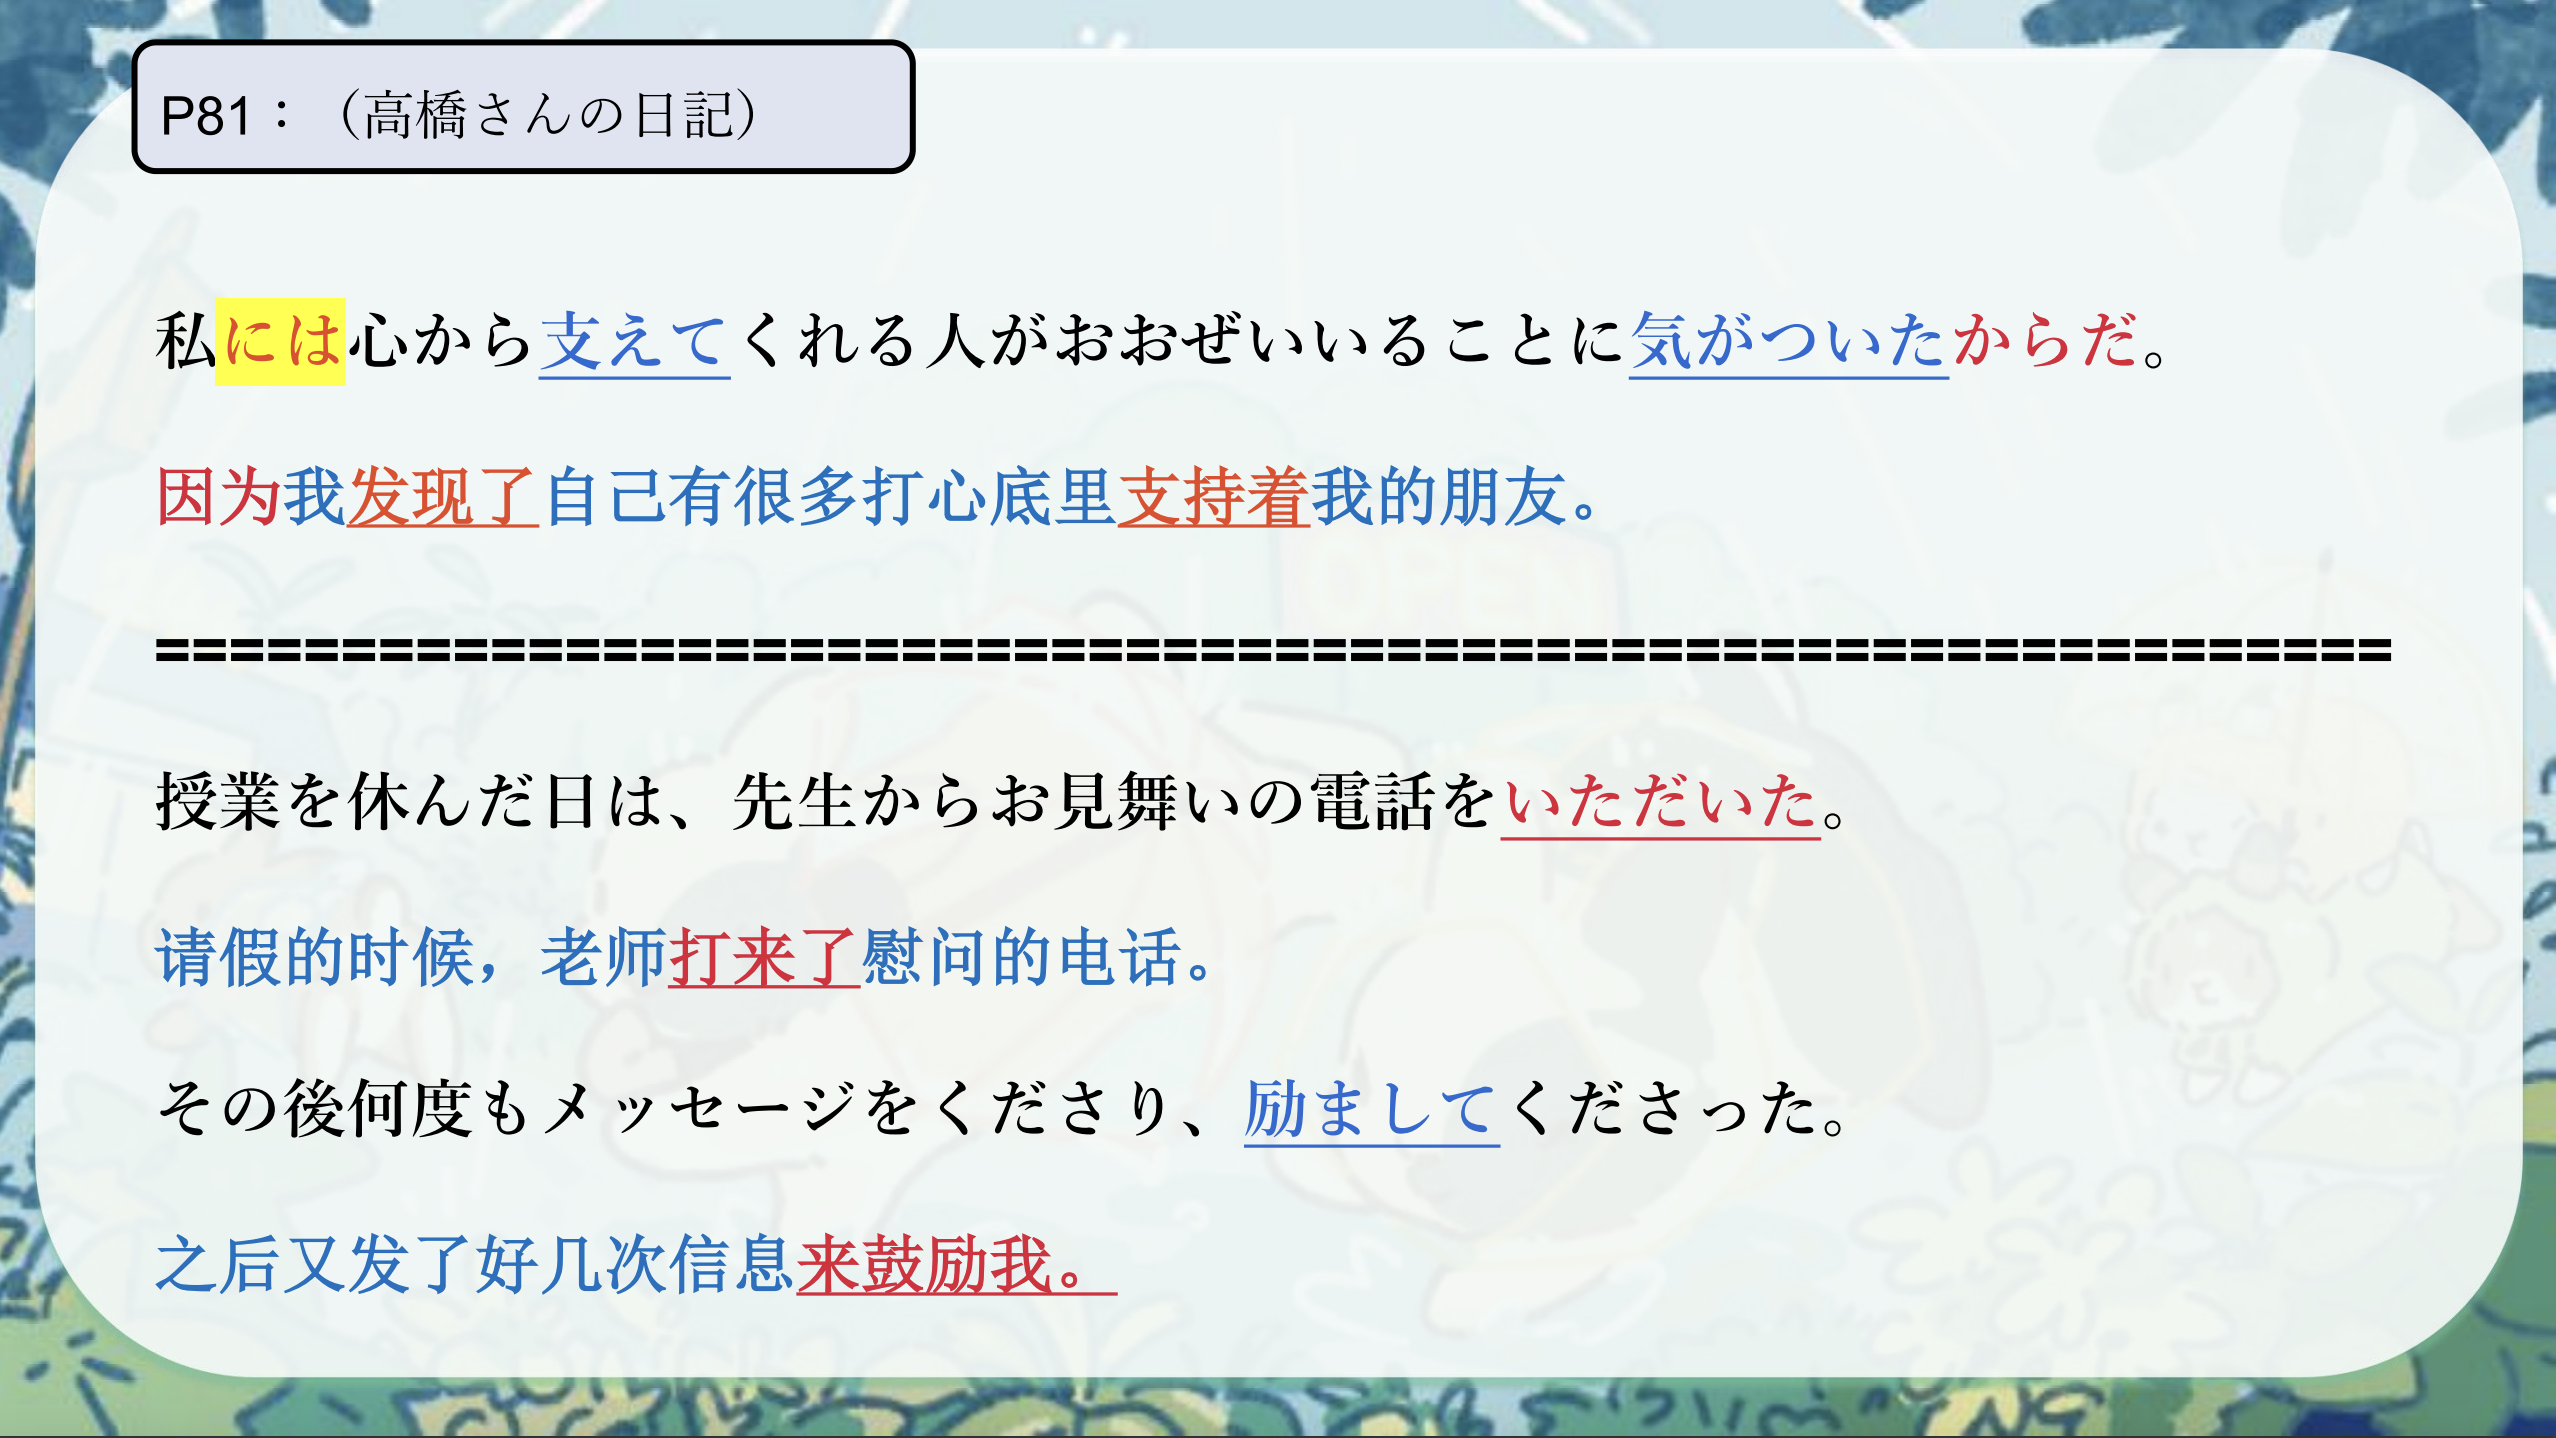 P81：（高橋さんの日記）
私には心から支えてくれる人がおおぜいいることに気がついたからだ。
因为我发现了自己有很多打心底里支持着我的朋友。
============================================================
授業を休んだ日は、先生からお見舞いの電話をいただいた。
请假的时候，老师打来了慰问的电话。
その後何度もメッセージをくださり、励ましてくださった。
之后又发了好几次信息来鼓励我。
OPEN